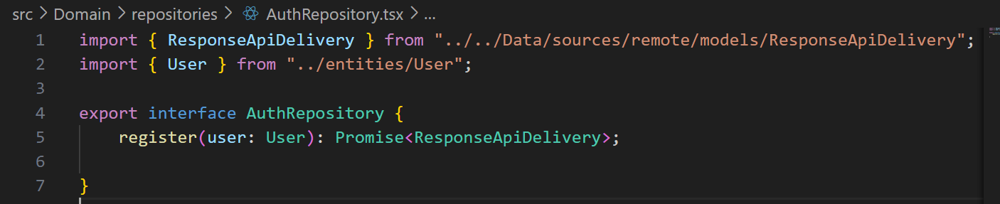 src > Domain > repositories > AuthRepository.tsx > ...
1 import { ResponseApiDelivery } from "../../Data/sources/remote/models/ResponseApiDelivery";
2 import { User } from "../entities/User";
3
4 export interface AuthRepository {
5     register(user: User): Promise<ResponseApiDelivery>;
6
7 }